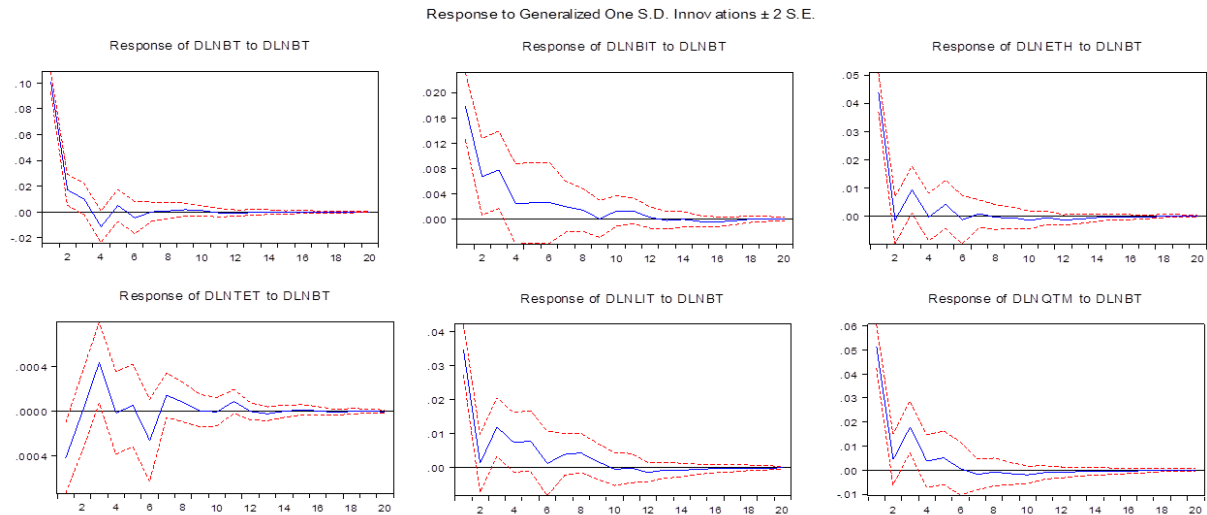 Response to Generalized One S.D. Innovations ± 2 S.E.
Response of DLNBT to DLNBT
.10
.08
.06
.04
.02
.00
-.02
2 4 6 8 10 12 14 16 18 20
Response of DLNBIT to DLNBT
.020
.016
.012
.008
.004
.000
2 4 6 8 10 12 14 16 18 20
Response of DLNETH to DLNBT
.05
.04
.03
.02
.01
.00
2 4 6 8 10 12 14 16 18 20
Response of DLNTET to DLNBT
.0004
.0000
.0004
2 4 6 8 10 12 14 16 18 20
Response of DLNLIT to DLNBT
.04
.03
.02
.01
.00
2 4 6 8 10 12 14 16 18 20
Response of DLNQTM to DLNBT
.06
.05
.04
.03
.02
.01
.00
-.01
2 4 6 8 10 12 14 16 18 20